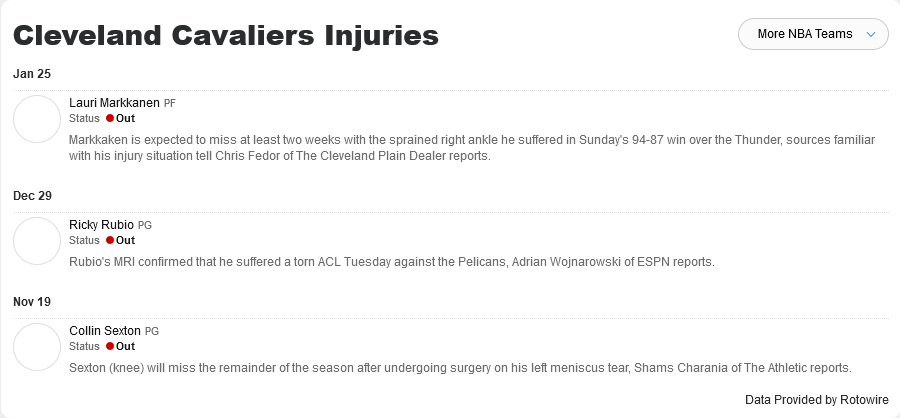 Cleveland Cavaliers Injuries
More NBA Teams
Jan 25
Lauri Markkanen PF
Status Out
Markkaken is expected to miss at least two weeks with the sprained right ankle he suffered in Sunday's 94-87 win over the Thunder, sources familiar
with his injury situation tell Chris Fedor of The Cleveland Plain Dealer reports.
Dec 29
Ricky Rubio PG
Status Out
Rubio's MRI confirmed that he suffered a torn ACL Tuesday against the Pelicans, Adrian Wojnarowski of ESPN reports.
Nov 19
Collin Sexton PG
Status Out
Sexton (knee) will miss the remainder of the season after undergoing surgery on his left meniscus tear, Shams Charania of The Athletic reports.
Data Provided by Rotowire